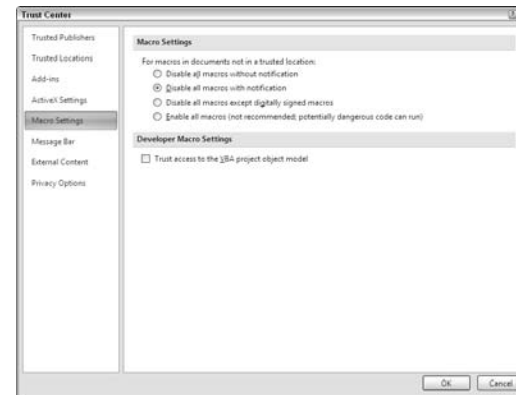 Trust Center
Trusted Publishers
Trusted Locations
Add-ins
ActiveX Settings
Macro Settings
Message Bar
External Content
Privacy Options
Macro Settings
For macros in documents not in a trusted location:
Disable all macros without notification
Disable all macros with notification
Disable all macros except digitally signed macros
Enable all macros (not recommended; potentially dangerous code can run)
Developer Macro Settings
Trust access to the VBA project object model
OK
Cancel